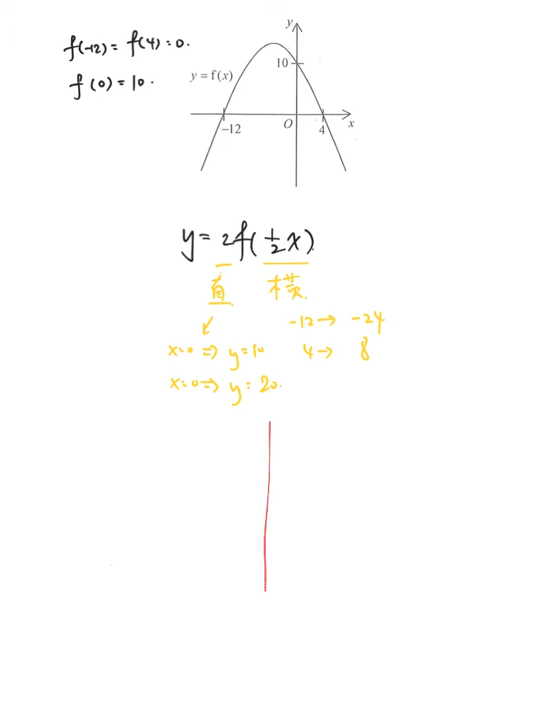 f(-12) = f(4) = 0.
f(0) = 10.
y
10
y = f(x)
-12
O
4
x
y = 2f(½x).
直 橫
-12 → -24
x=0 ⇒ y=10 4 → 8
x=0 ⇒ y = 20.